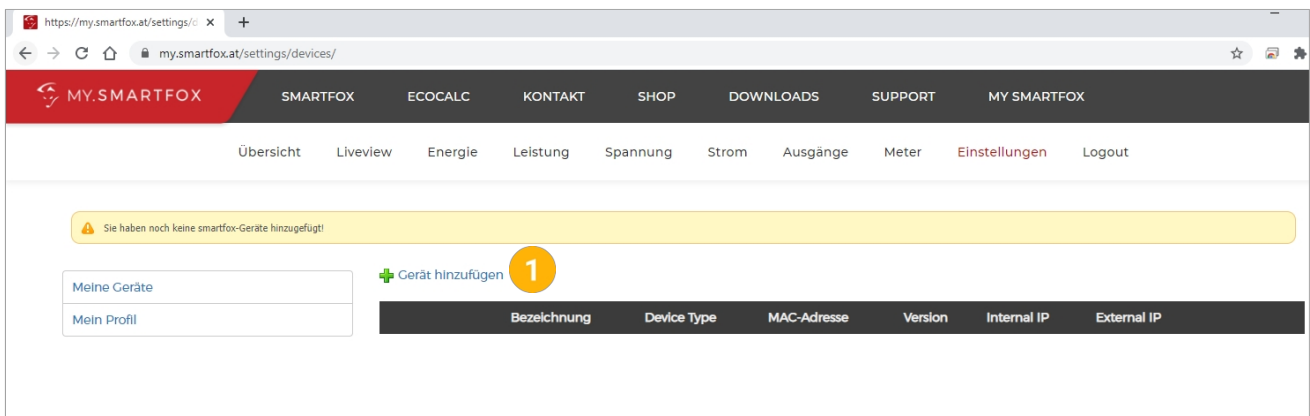 https://my.smartfox.at/settings/d
my.smartfox.at/settings/devices/
MY.SMARTFOX SMARTFOX ECOCALC KONTAKT SHOP DOWNLOADS SUPPORT MY SMARTFOX
Übersicht Liveview Energie Leistung Spannung Strom Ausgänge Meter Einstellungen Logout
Sie haben noch keine smartfox-Geräte hinzugefügt!
Gerät hinzufügen 1
Meine Geräte
Mein Profil
Bezeichnung Device Type MAC-Adresse Version Internal IP External IP